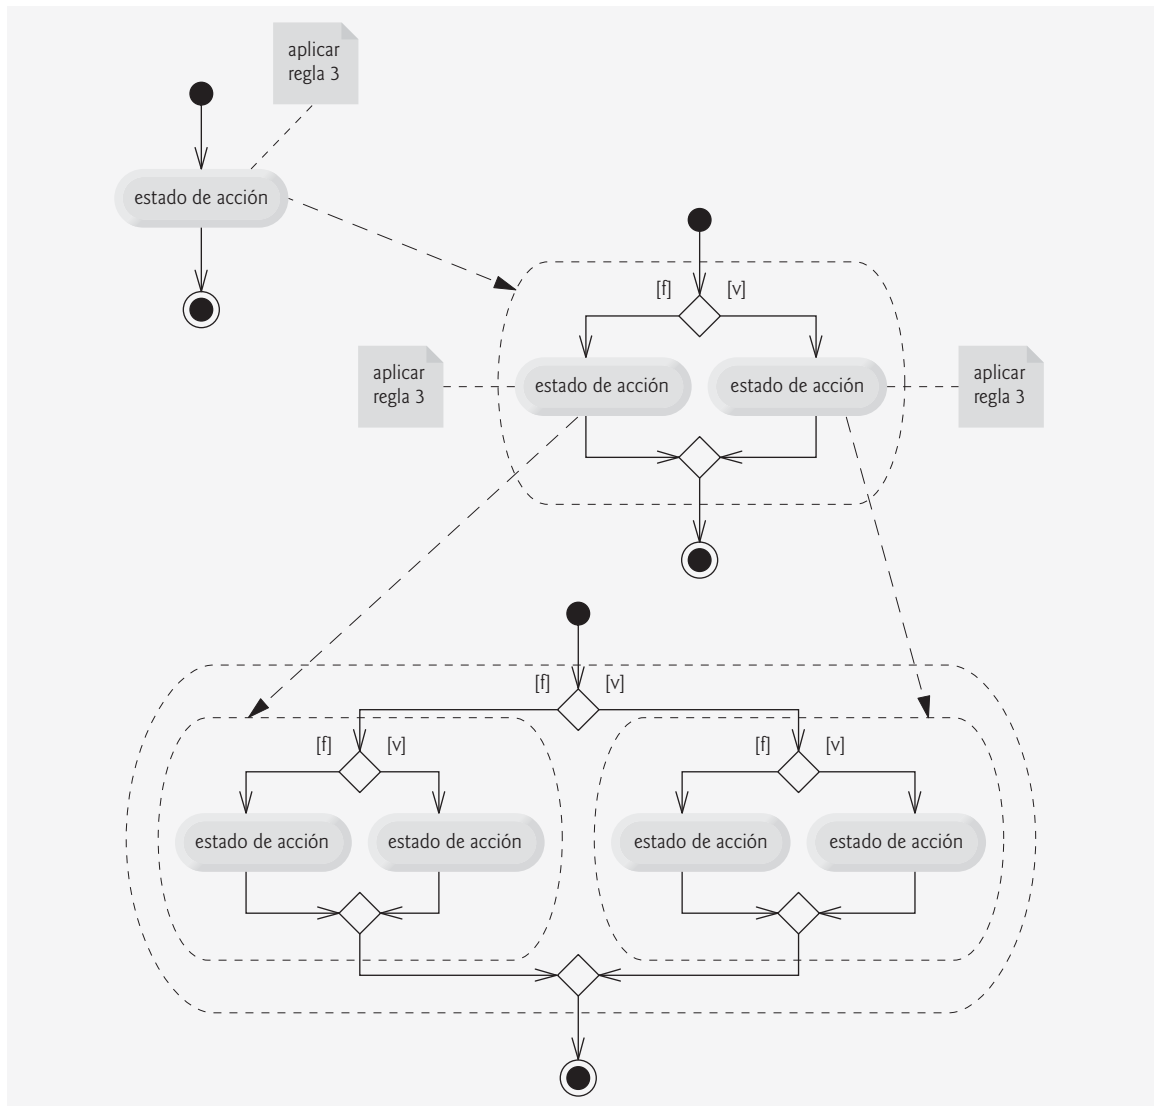 aplicar
regla 3
estado de acción
[f] [v]
aplicar
regla 3
estado de acción
estado de acción
aplicar
regla 3
[f] [v]
[f] [v]
[f] [v]
estado de acción
estado de acción
estado de acción
estado de acción